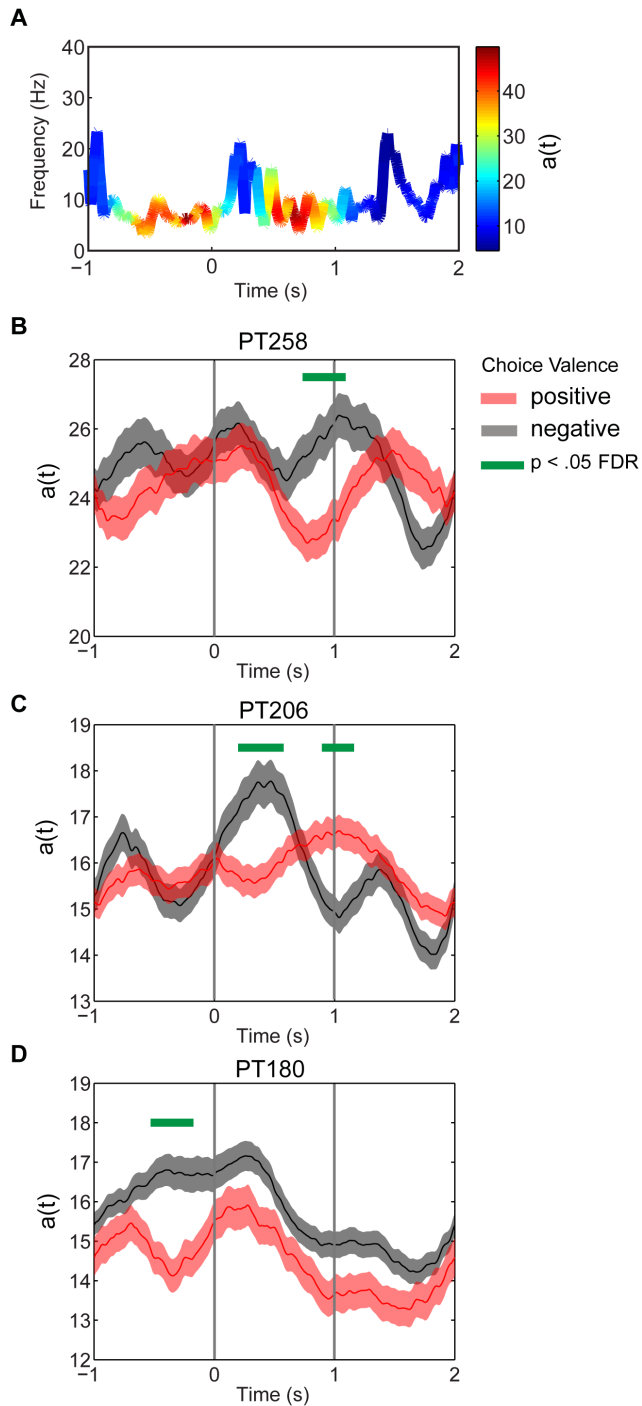 A
Frequency (Hz)
40
30
20
10
0
−1
0
1
2
Time (s)
40
30
20
10
a(t)
B
PT258
a(t)
28
26
24
22
20
−1
0
1
2
Time (s)
Choice Valence
positive
negative
p < .05 FDR
C
PT206
a(t)
19
18
17
16
15
14
13
−1
0
1
2
Time (s)
D
PT180
a(t)
19
18
17
16
15
14
13
12
−1
0
1
2
Time (s)